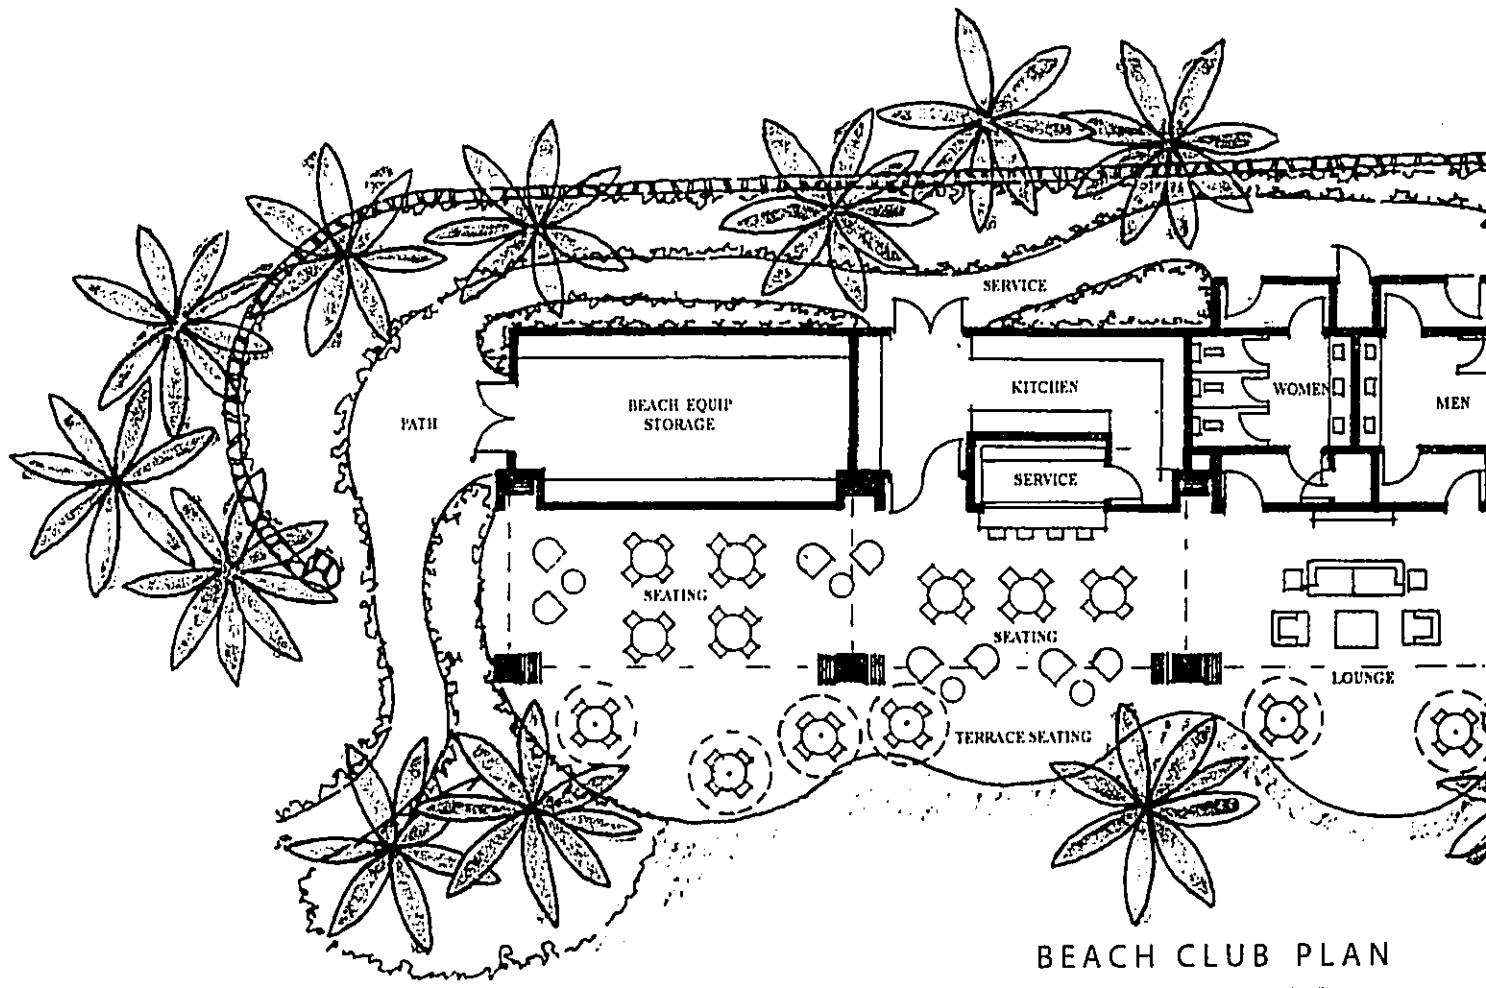 SERVICE
KITCHEN
WOMEN
MEN
BEACH EQUIP
STORAGE
PATH
SERVICE
SEATING
SEATING
LOUNGE
TERRACE SEATING
BEACH CLUB PLAN